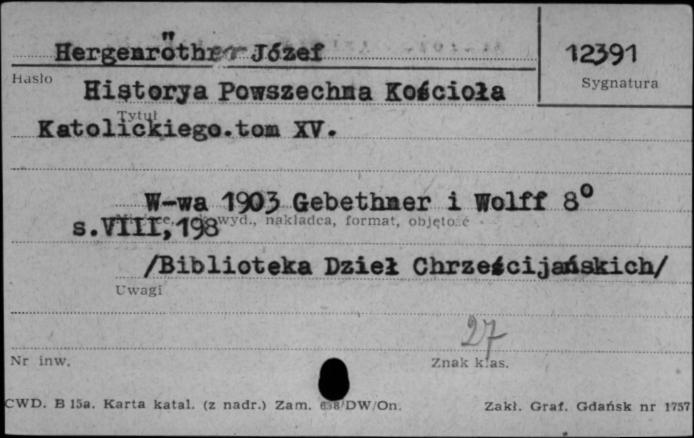 Hergenröther Józef
12391
Hasło
Sygnatura
Historya Powszechna Kościoła
Tytuł
Katolickiego.tom XV.
W-wa 1903 Gebethner i Wolff 8°
wyd., nakładca, format, objętość
s.VIII,198
/Biblioteka Dzieł Chrześcijańskich/
Uwagi
27
Nr inw.
Znak klas.
CWD. B 15a. Karta katal. (z nadr.) Zam. DW/On.
Zakł. Graf. Gdańsk nr 1757